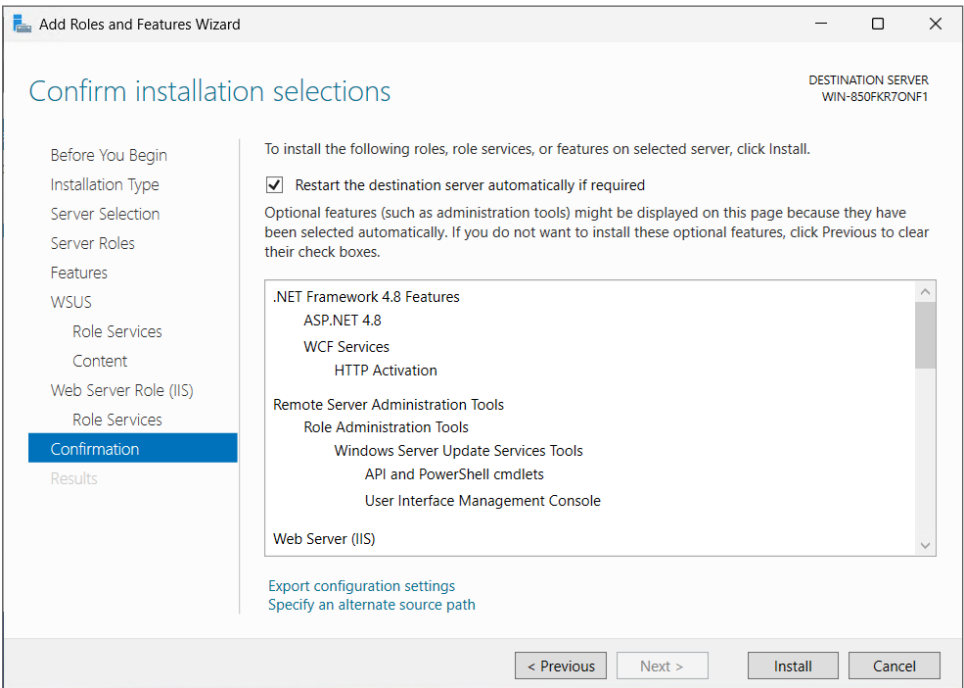 Add Roles and Features Wizard
Confirm installation selections
DESTINATION SERVER
WIN-850FKR7ONF1
Before You Begin
Installation Type
Server Selection
Server Roles
Features
WSUS
Role Services
Content
Web Server Role (IIS)
Role Services
Confirmation
Results
To install the following roles, role services, or features on selected server, click Install.
Restart the destination server automatically if required
Optional features (such as administration tools) might be displayed on this page because they have
been selected automatically. If you do not want to install these optional features, click Previous to clear
their check boxes.
.NET Framework 4.8 Features
ASP.NET 4.8
WCF Services
HTTP Activation
Remote Server Administration Tools
Role Administration Tools
Windows Server Update Services Tools
API and PowerShell cmdlets
User Interface Management Console
Web Server (IIS)
Export configuration settings
Specify an alternate source path
< Previous
Next >
Install
Cancel